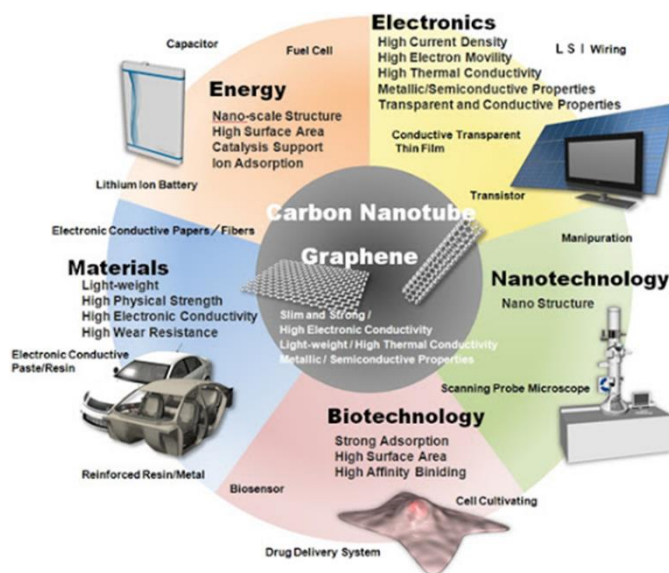 Electronics
High Current Density
High Electron Movility
High Thermal Conductivity
Metallic/Semiconductive Properties
Transparent and Conductive Properties
L S I Wiring
Conductive Transparent
Thin Film
Transistor
Capacitor
Fuel Cell
Energy
Nano-scale Structure
High Surface Area
Catalysis Support
Ion Adsorption
Lithium Ion Battery
Carbon Nanotube
Graphene
Slim and Strong /
High Electronic Conductivity
Light-weight / High Thermal Conductivity
Metallic / Semiconductive Properties
Electronic Conductive Papers／Fibers
Materials
Light-weight
High Physical Strength
High Electronic Conductivity
High Wear Resistance
Electronic Conductive
Paste/Resin
Reinforced Resin/Metal
Manipuration
Nanotechnology
Nano Structure
Scanning Probe Microscope
Biotechnology
Strong Adsorption
High Surface Area
High Affinity Biniding
Biosensor
Cell Cultivating
Drug Delivery System